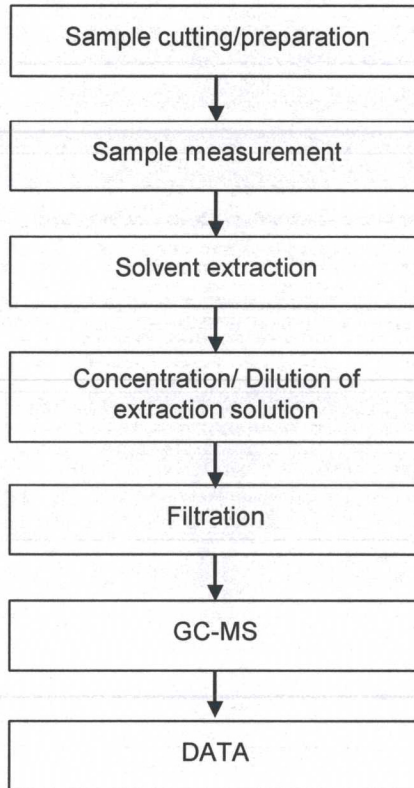 Sample cutting/preparation
Sample measurement
Solvent extraction
Concentration/ Dilution of
extraction solution
Filtration
GC-MS
DATA